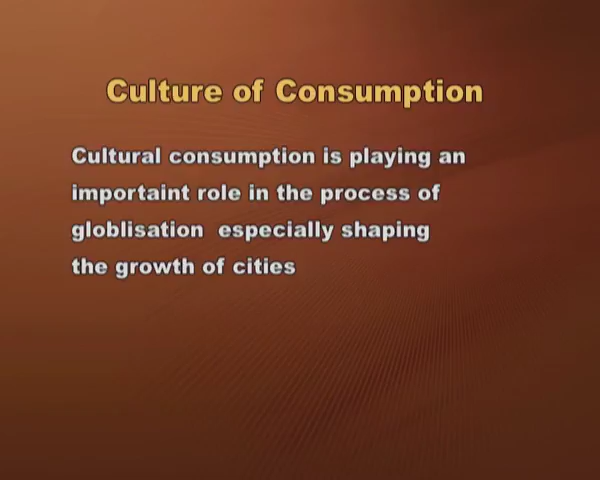 Culture of Consumption
Cultural consumption is playing an
importaint role in the process of
globlisation especially shaping
the growth of cities